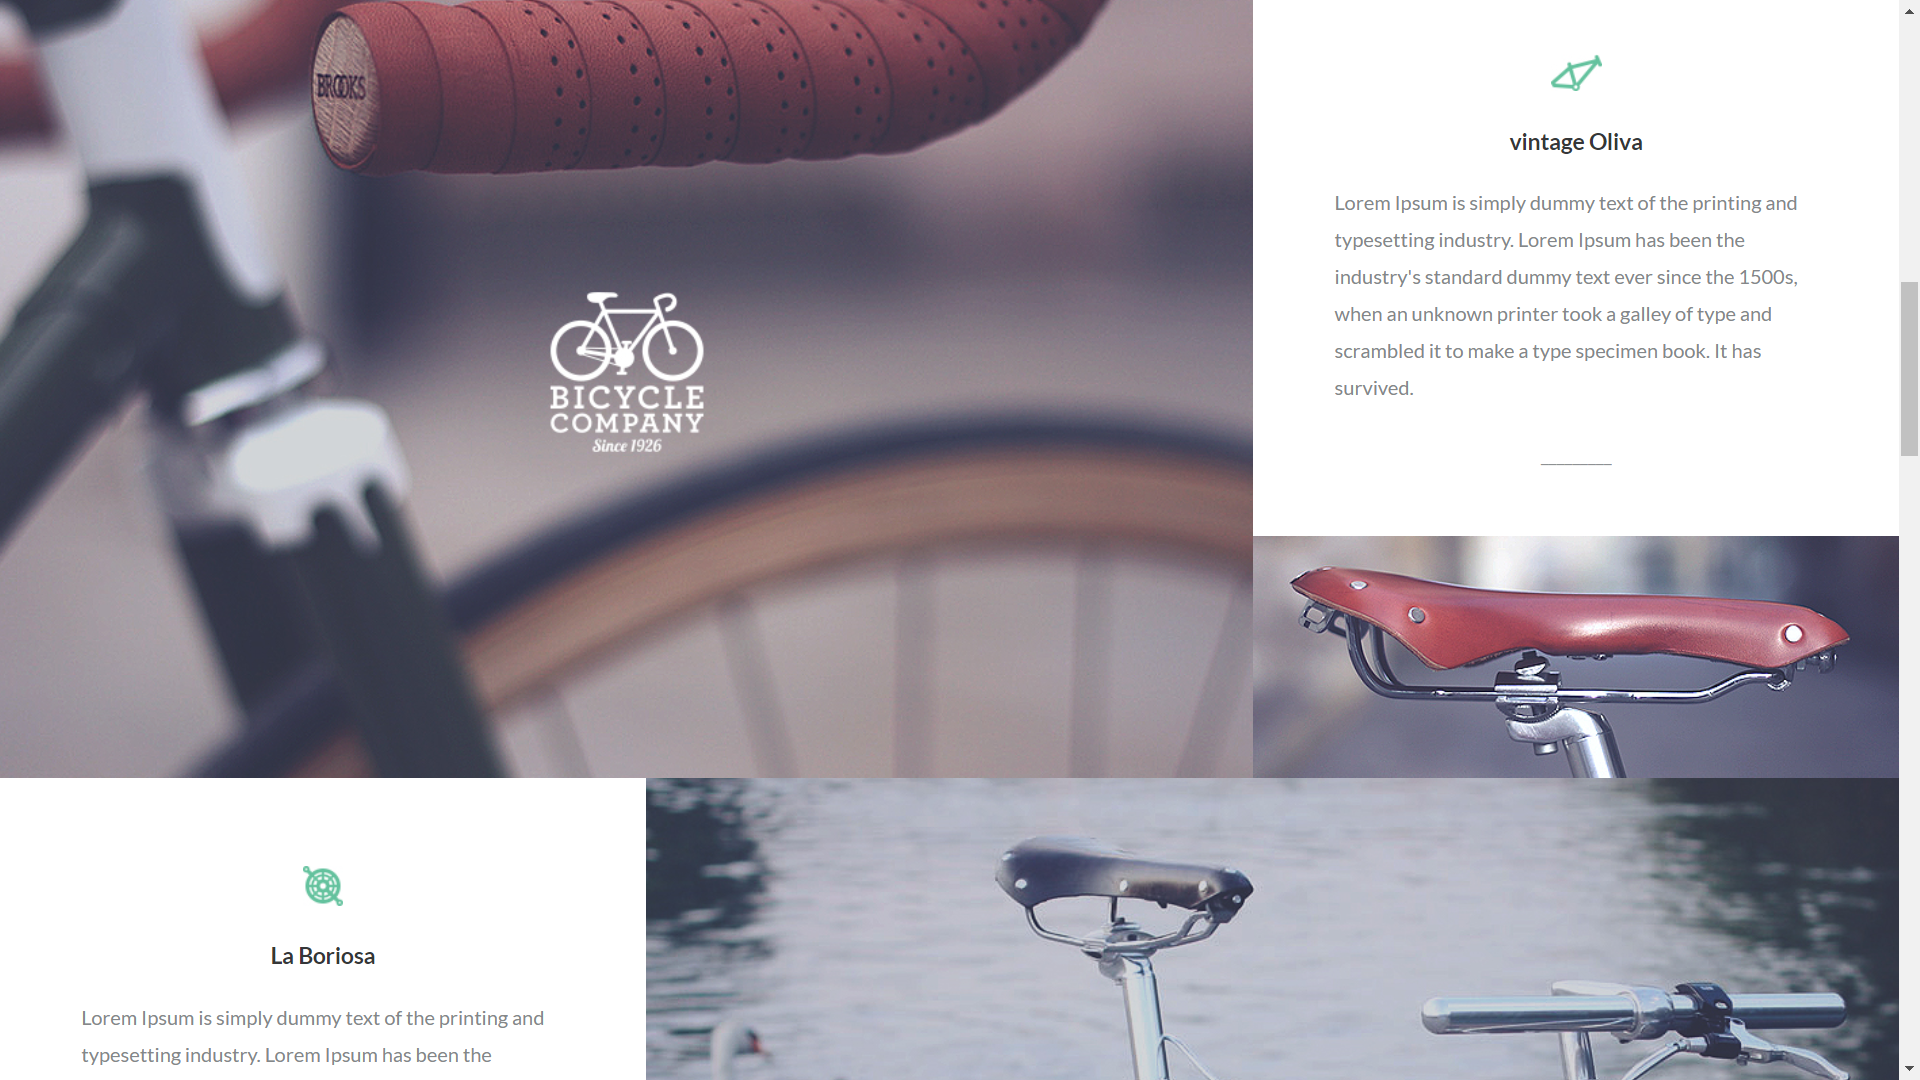 BROOKS
BICYCLE
COMPANY
Since 1926
vintage Oliva
Lorem Ipsum is simply dummy text of the printing and
typesetting industry. Lorem Ipsum has been the
industry's standard dummy text ever since the 1500s,
when an unknown printer took a galley of type and
scrambled it to make a type specimen book. It has
survived.
La Boriosa
Lorem Ipsum is simply dummy text of the printing and
typesetting industry. Lorem Ipsum has been the